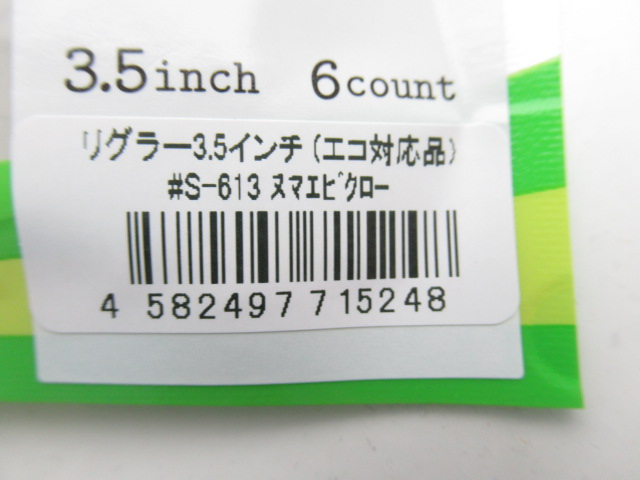 3.5inch 6count
リグラー3.5インチ(エコ対応品)
#S-613 ヌマエビクロー
4 582497 715248